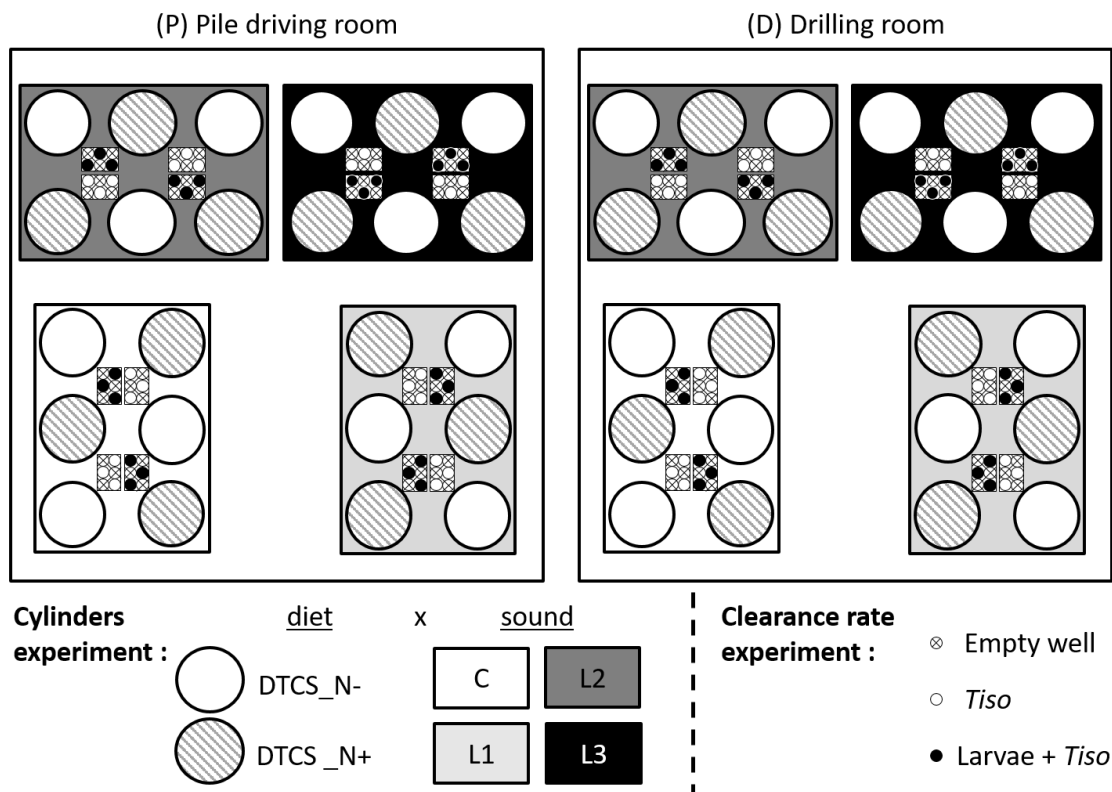 (P) Pile driving room
(D) Drilling room
Cylinders experiment :
diet x sound
DTCS_N-
DTCS _N+
C
L2
L1
L3
Clearance rate experiment :
Empty well
Tiso
Larvae + Tiso